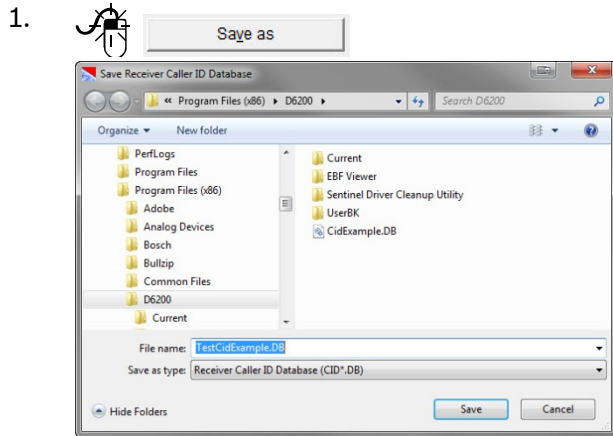 1.
Save as
Save Receiver Caller ID Database
« Program Files (x86) ▸ D6200 ▸
Search D6200
Organize ▾ New folder
PerfLogs
Program Files
Program Files (x86)
Adobe
Analog Devices
Bosch
Bullzip
Common Files
D6200
Current
Current
EBF Viewer
Sentinel Driver Cleanup Utility
UserBK
CidExample.DB
File name: TestCidExample.DB
Save as type: Receiver Caller ID Database (CID*.DB)
Hide Folders
Save
Cancel